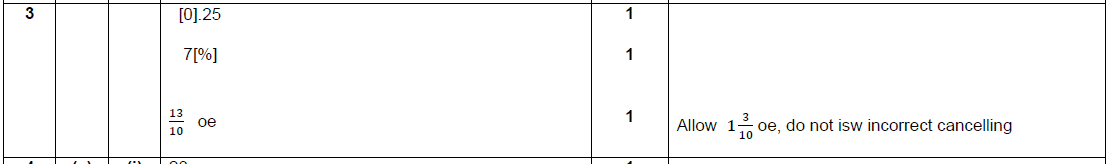 3 [0].25 1
7[%] 1
13/10 oe 1 Allow 1 3/10 oe, do not isw incorrect cancelling